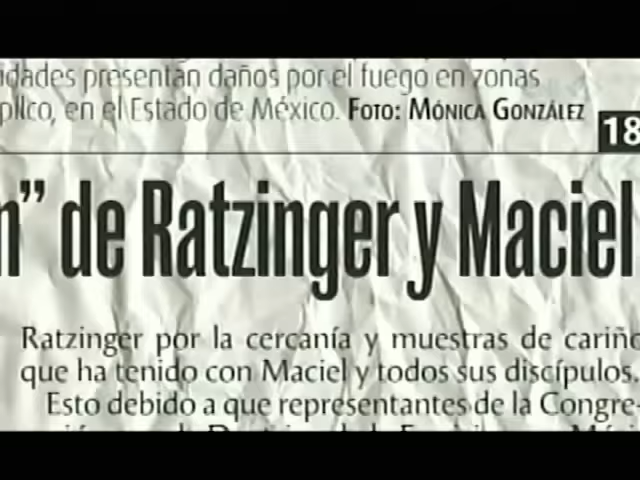 idades presentan daños por el fuego en zonas
pilco, en el Estado de México. FOTO: MÓNICA GONZÁLEZ
18
n” de Ratzinger y Maciel
Ratzinger por la cercanía y muestras de cariño
que ha tenido con Maciel y todos sus discípulos.
Esto debido a que representantes de la Congre-